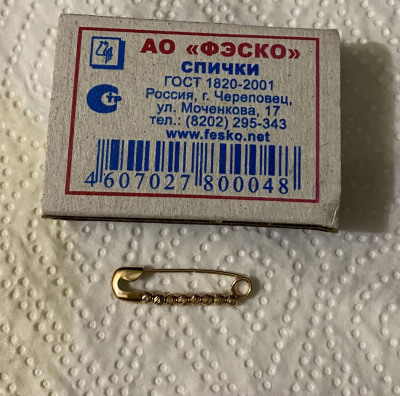 АО «ФЭСКО»
СПИЧКИ
ГОСТ 1820-2001
Россия, г. Череповец,
ул. Моченкова, 17
тел.: (8202) 295-343
www.fesko.net
4 607027 800048